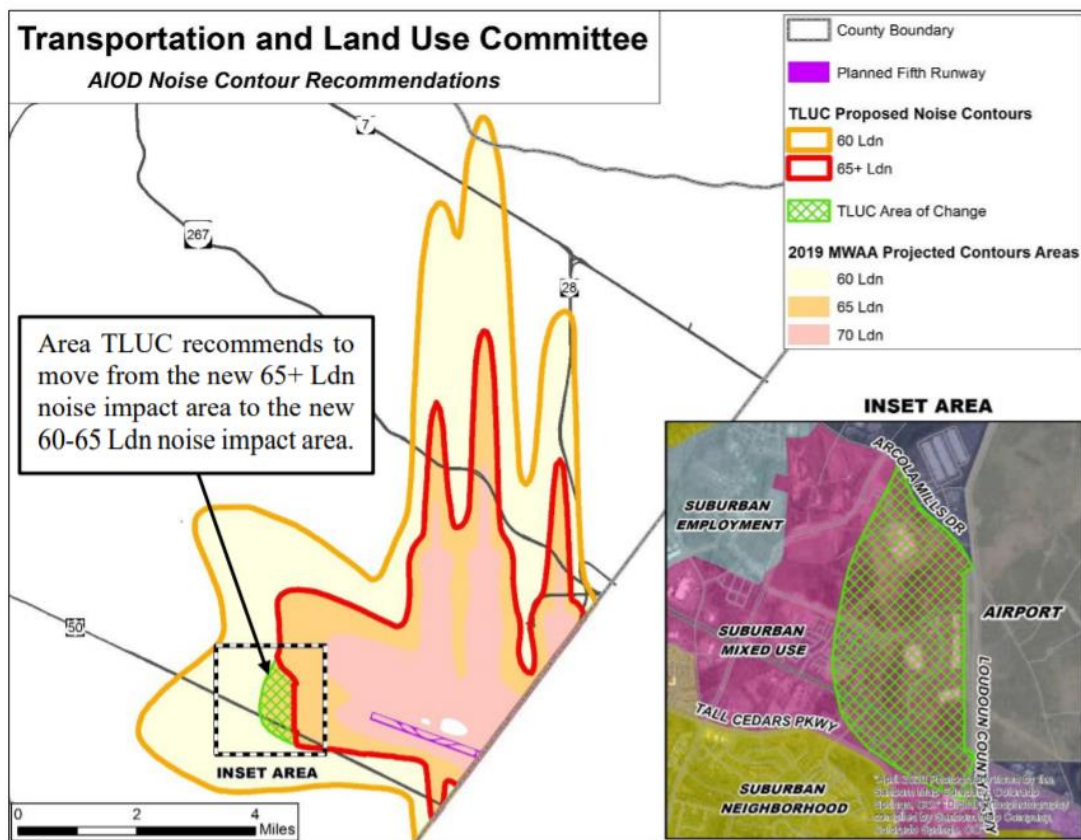 Transportation and Land Use Committee
AIOD Noise Contour Recommendations
County Boundary
Planned Fifth Runway
TLUC Proposed Noise Contours
60 Ldn
65+ Ldn
TLUC Area of Change
2019 MWAA Projected Contours Areas
60 Ldn
65 Ldn
70 Ldn
7
267
28
Area TLUC recommends to
move from the new 65+ Ldn
noise impact area to the new
60-65 Ldn noise impact area.
50
INSET AREA
0 2 4
Miles
INSET AREA
ARCOLA MILLS DR
SUBURBAN
EMPLOYMENT
AIRPORT
SUBURBAN
MIXED USE
LOUDOUN COUNTY
TALL CEDARS PKWY
SUBURBAN
NEIGHBORHOOD